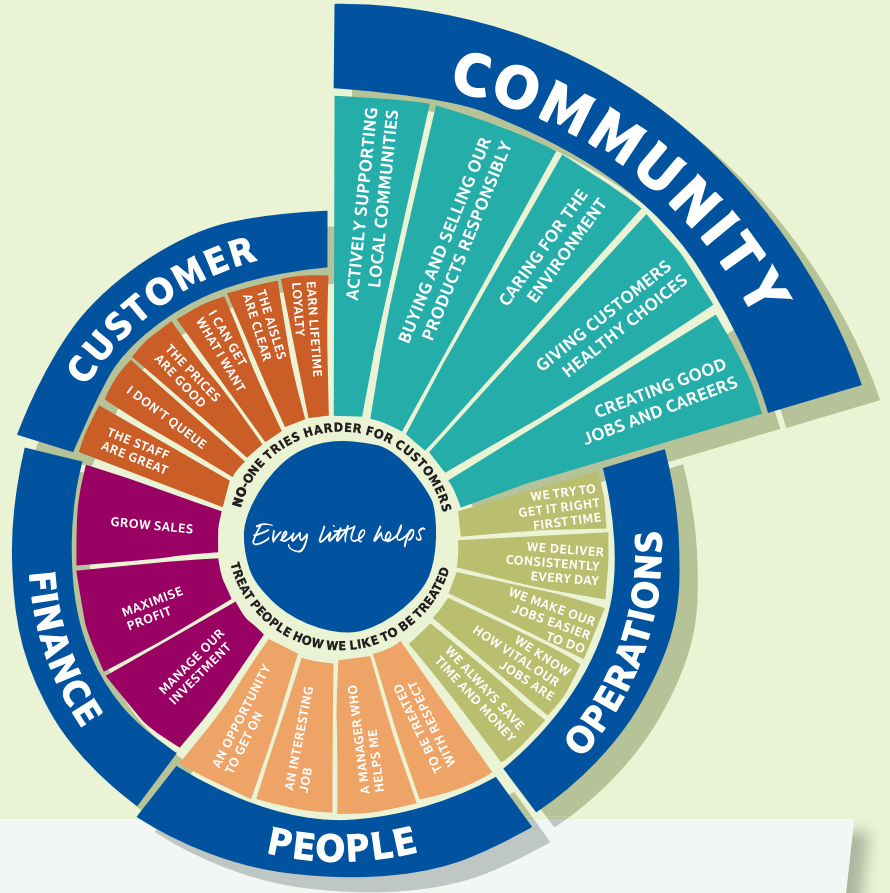 COMMUNITY
ACTIVELY SUPPORTING
LOCAL COMMUNITIES
BUYING AND SELLING OUR
PRODUCTS RESPONSIBLY
CARING FOR THE
ENVIRONMENT
GIVING CUSTOMERS
HEALTHY CHOICES
CREATING GOOD
JOBS AND CAREERS
OPERATIONS
WE TRY TO
GET IT RIGHT
FIRST TIME
WE DELIVER
CONSISTENTLY
EVERY DAY
WE MAKE OUR
JOBS EASIER
TO DO
WE KNOW
HOW VITAL OUR
JOBS ARE
WE ALWAYS SAVE
TIME AND MONEY
PEOPLE
TO BE TREATED
WITH RESPECT
A MANAGER WHO
HELPS ME
AN INTERESTING
JOB
AN OPPORTUNITY
TO GET ON
FINANCE
MANAGE OUR
INVESTMENT
MAXIMISE
PROFIT
GROW SALES
CUSTOMER
THE STAFF
ARE GREAT
I DON'T QUEUE
THE PRICES
ARE GOOD
I CAN GET
WHAT I WANT
THE AISLES
ARE CLEAR
EARN LIFETIME
LOYALTY
NO-ONE TRIES HARDER FOR CUSTOMERS
Every little helps
TREAT PEOPLE HOW WE LIKE TO BE TREATED